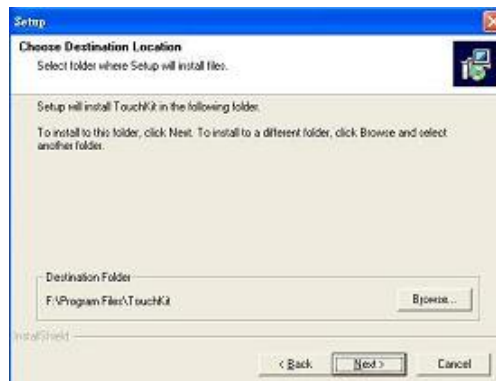 Setup
Choose Destination Location
Select folder where Setup will install files.
Setup will install TouchKit in the following folder.
To install to this folder, click Next. To install to a different folder, click Browse and select
another folder.
Destination Folder
F:\Program Files\TouchKit
Browse...
InstallShield
< Back
Next >
Cancel